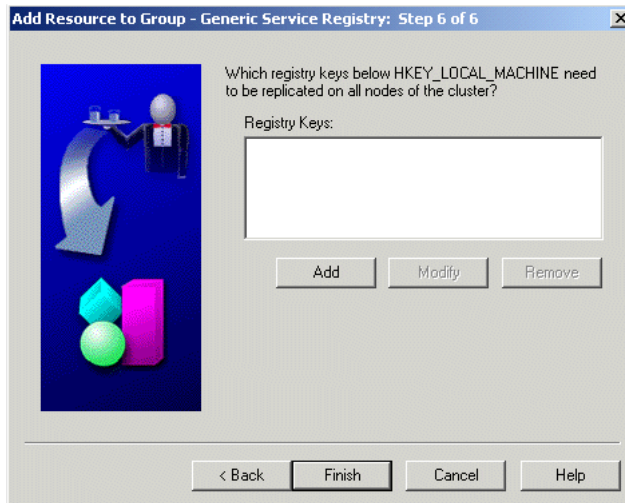 Add Resource to Group - Generic Service Registry: Step 6 of 6
Which registry keys below HKEY_LOCAL_MACHINE need
to be replicated on all nodes of the cluster?
Registry Keys:
Add
Modify
Remove
< Back
Finish
Cancel
Help